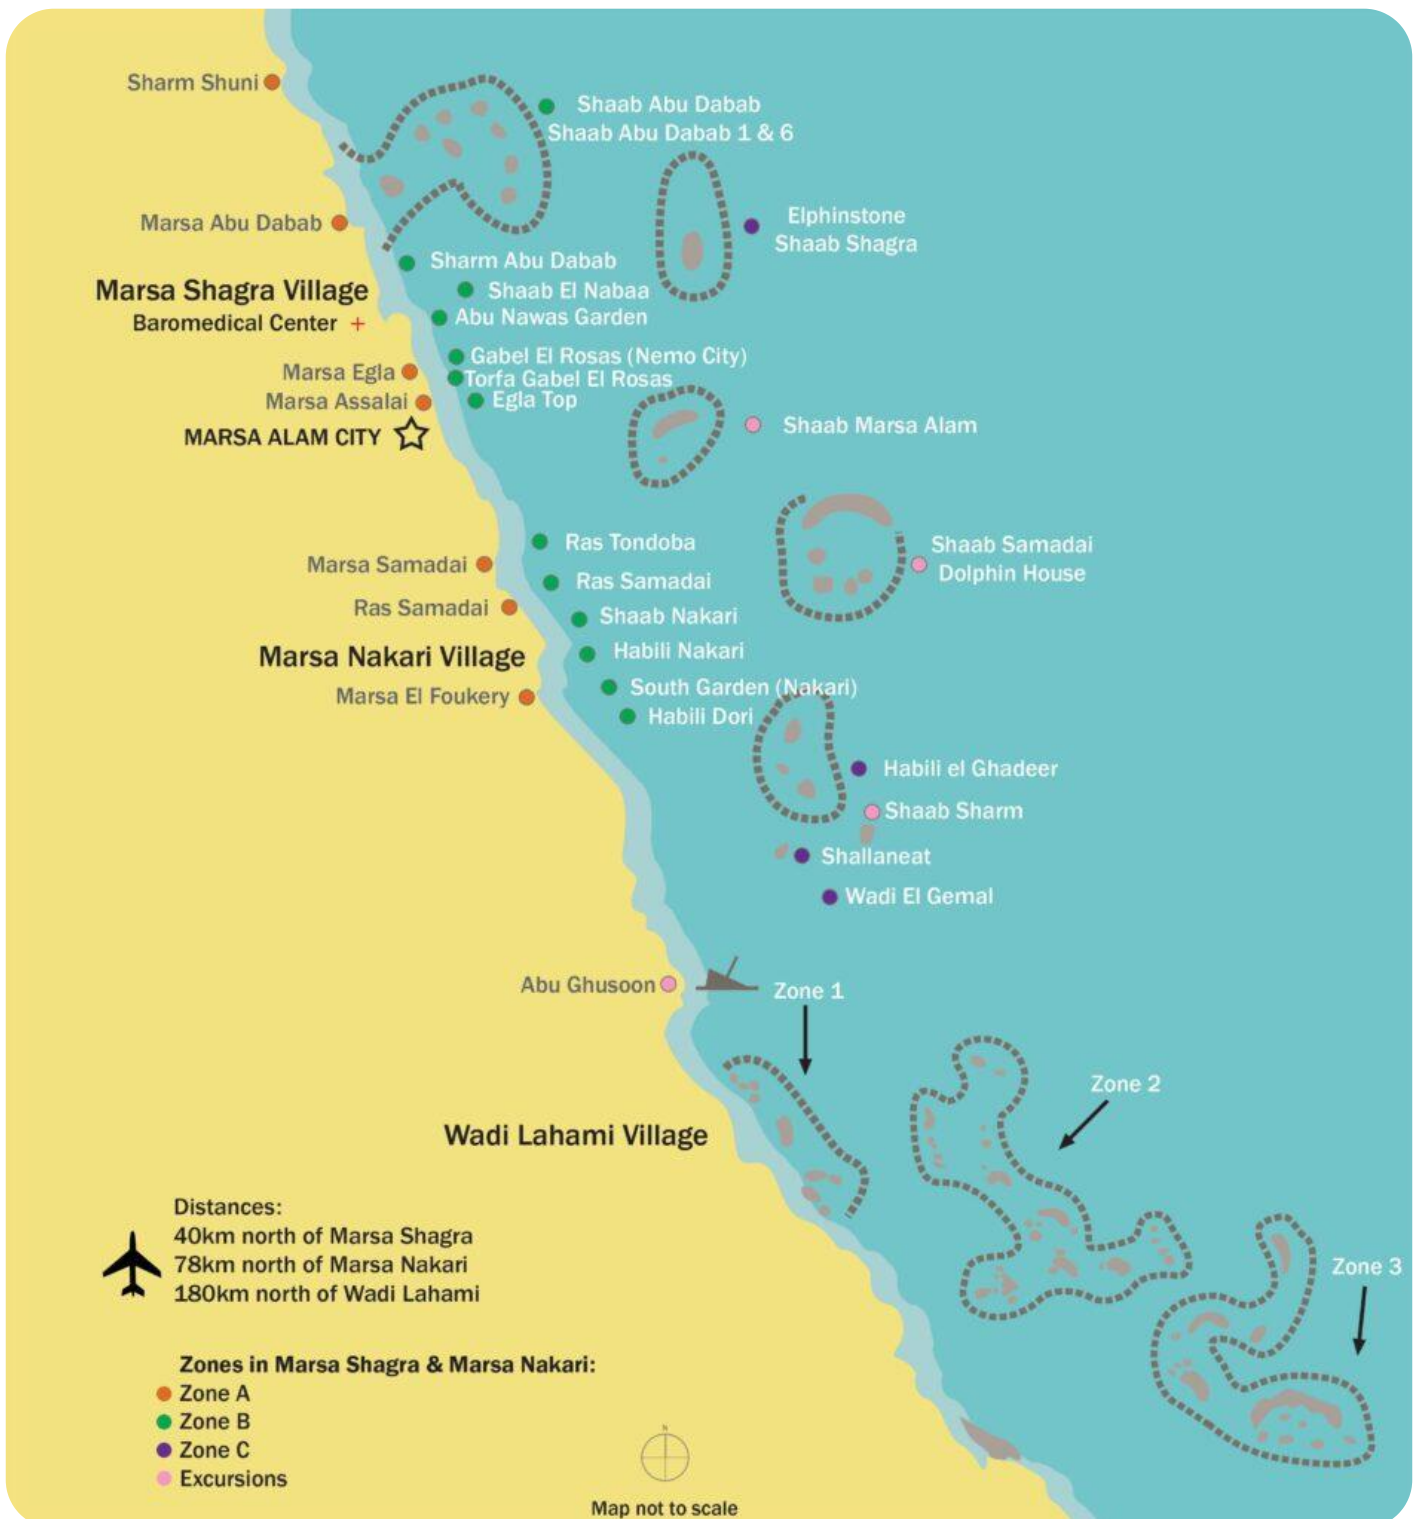 Sharm Shuni
Shaab Abu Dabab
Shaab Abu Dabab 1 & 6
Marsa Abu Dabab
Elphinstone
Shaab Shagra
Sharm Abu Dabab
Marsa Shagra Village
Shaab El Nabaa
Baromedical Center +
Abu Nawas Garden
Gabel El Rosas (Nemo City)
Marsa Egla
Torfa Gabel El Rosas
Marsa Assalai
Egla Top
MARSA ALAM CITY
Shaab Marsa Alam
Ras Tondoba
Shaab Samadai
Dolphin House
Marsa Samadai
Ras Samadai
Ras Samadai
Shaab Nakari
Marsa Nakari Village
Habili Nakari
South Garden (Nakari)
Marsa El Foukery
Habili Dori
Habili el Ghadeer
Shaab Sharm
Shallaneat
Wadi El Gemal
Abu Ghusoon
Zone 1
Zone 2
Wadi Lahami Village
Distances:
40km north of Marsa Shagra
78km north of Marsa Nakari
180km north of Wadi Lahami
Zone 3
Zones in Marsa Shagra & Marsa Nakari:
Zone A
Zone B
Zone C
Excursions
N
Map not to scale